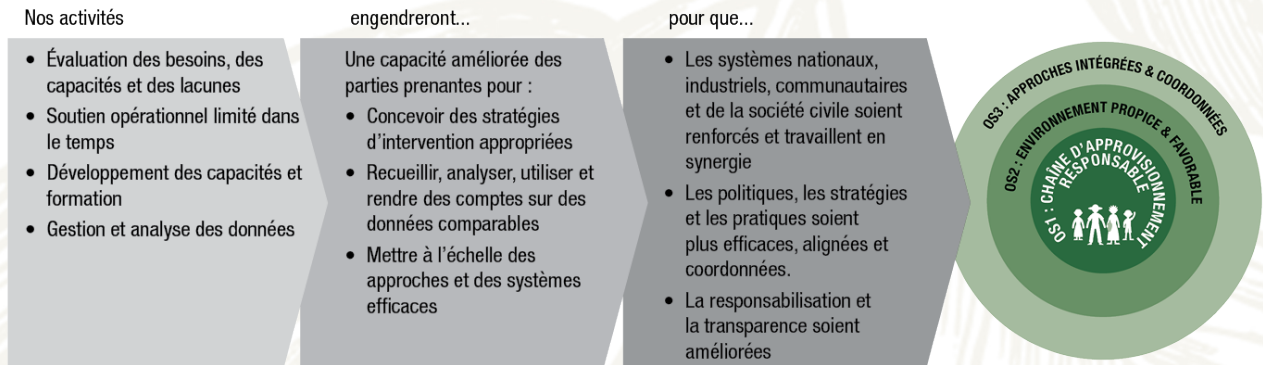 Nos activités
• Évaluation des besoins, des
capacités et des lacunes
• Soutien opérationnel limité dans
le temps
• Développement des capacités et
formation
• Gestion et analyse des données
engendreront...
Une capacité améliorée des
parties prenantes pour :
• Concevoir des stratégies
d’intervention appropriées
• Recueillir, analyser, utiliser et
rendre des comptes sur des
données comparables
• Mettre à l’échelle des
approches et des systèmes
efficaces
pour que...
• Les systèmes nationaux,
industriels, communautaires
et de la société civile soient
renforcés et travaillent en
synergie
• Les politiques, les stratégies
et les pratiques soient
plus efficaces, alignées et
coordonnées.
• La responsabilisation et
la transparence soient
améliorées
OS3 : APPROCHES INTÉGRÉES & COORDONNÉES
OS2 : ENVIRONNEMENT PROPICE & FAVORABLE
OS1 : CHAÎNE D’APPROVISIONNEMENT
RESPONSABLE